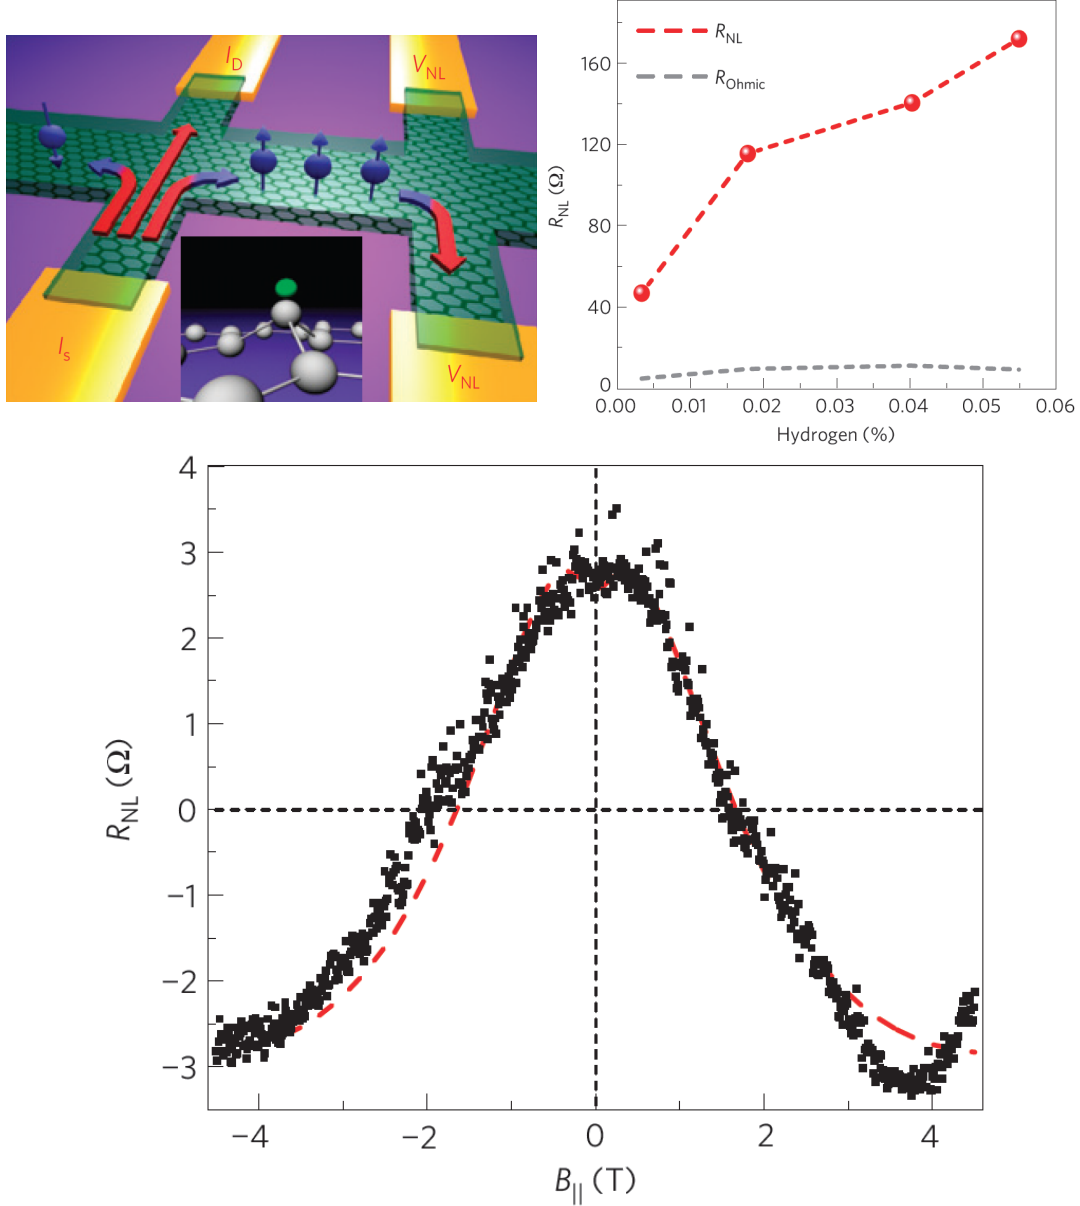 I_D
V_NL
I_s
V_NL
R_NL
R_Ohmic
R_NL (Ω)
160
120
80
40
0
0.00 0.01 0.02 0.03 0.04 0.05 0.06
Hydrogen (%)
R_NL (Ω)
4
3
2
1
0
−1
−2
−3
−4 −2 0 2 4
B_|| (T)